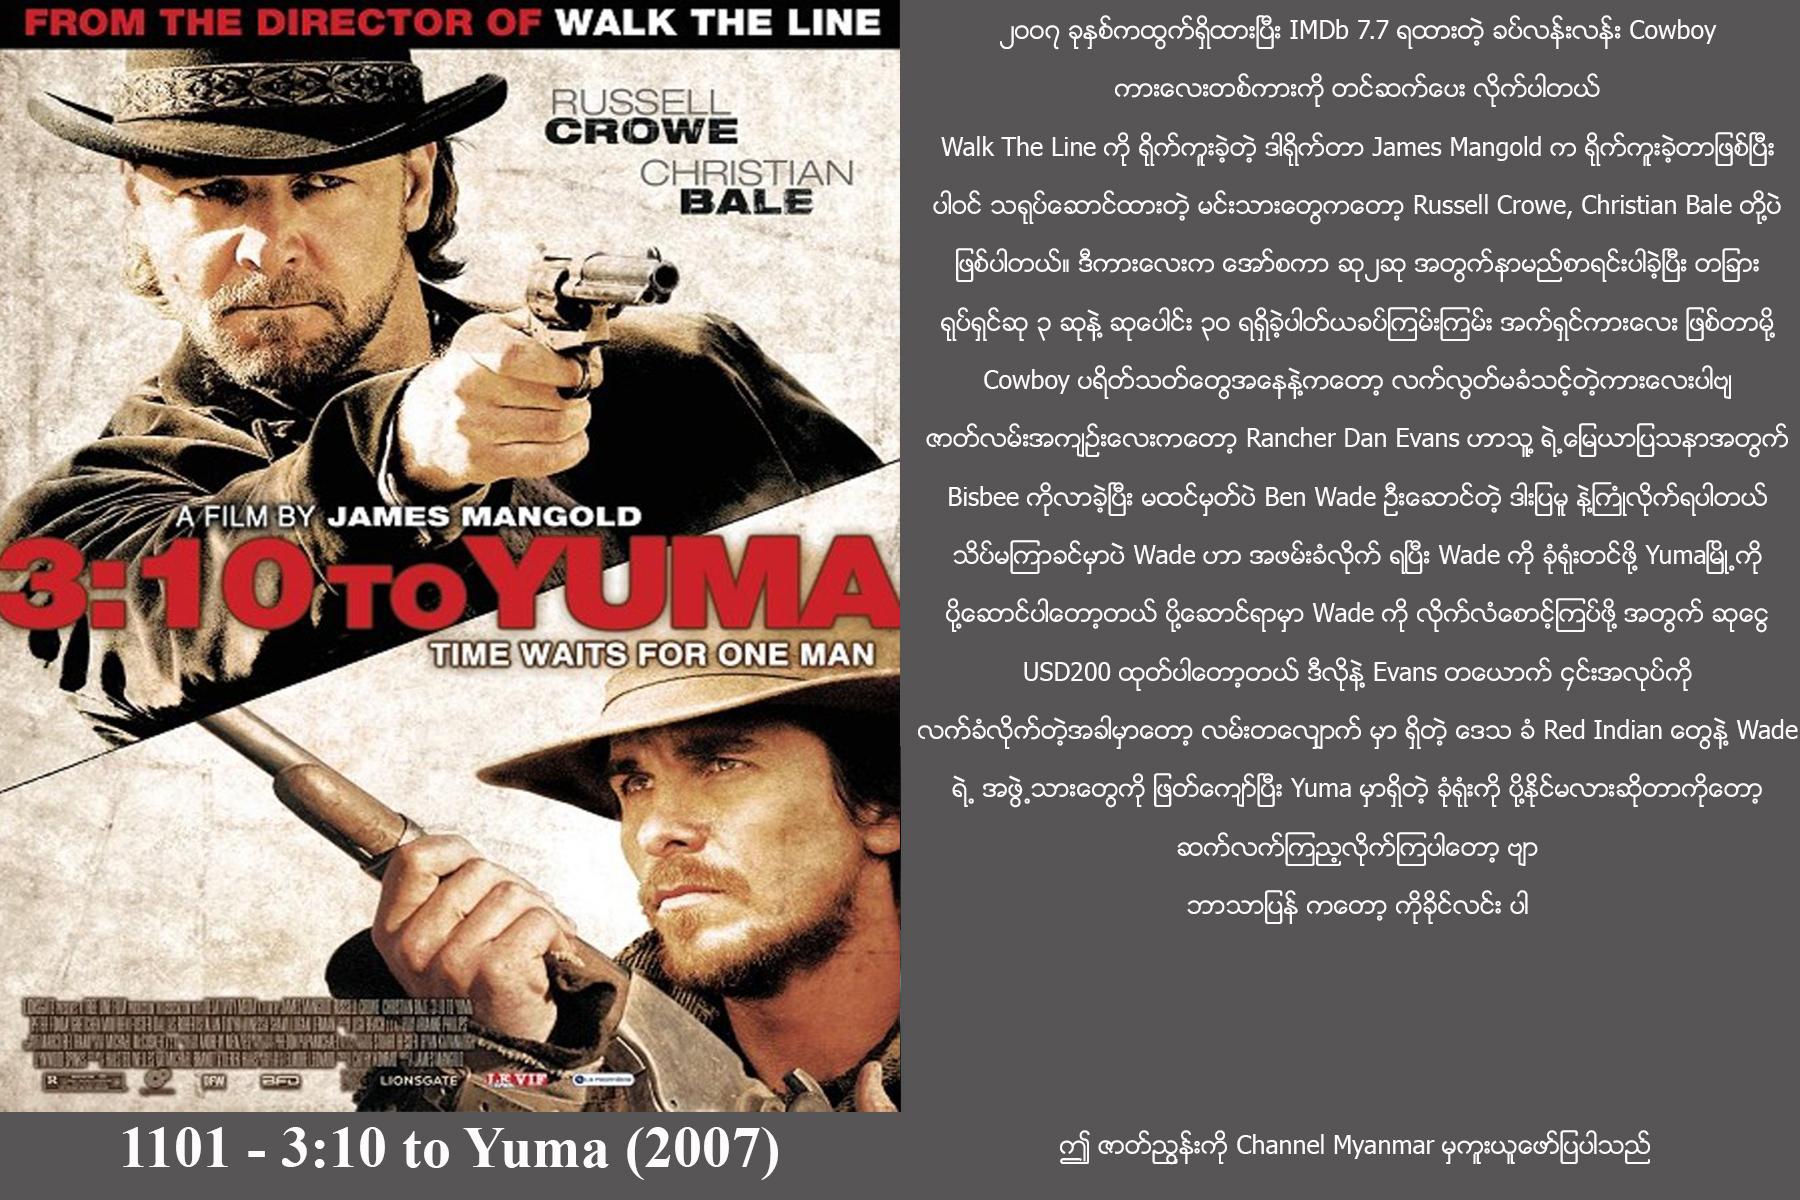 FROM THE DIRECTOR OF WALK THE LINE
RUSSELL
CROWE
CHRISTIAN
BALE
A FILM BY JAMES MANGOLD
3:10 TO YUMA
TIME WAITS FOR ONE MAN
LIONSGATE
LE VIF
1101 - 3:10 to Yuma (2007)
၂၀၀၇ ခုနှစ်ကထွက်ရှိထားပြီး IMDb 7.7 ရထားတဲ့ ခပ်လန်းလန်း Cowboy
ကားလေးတစ်ကားကို တင်ဆက်ပေး လိုက်ပါတယ်
Walk The Line ကို ရိုက်ကူးခဲ့တဲ့ ဒါရိုက်တာ James Mangold က ရိုက်ကူးခဲ့တာဖြစ်ပြီး
ပါဝင် သရုပ်ဆောင်ထားတဲ့ မင်းသားတွေကတော့ Russell Crowe, Christian Bale တို့ပဲ
ဖြစ်ပါတယ်။ ဒီကားလေးက အော်စကာ ဆု၂ဆု အတွက်နာမည်စာရင်းပါခဲ့ပြီး တခြား
ရုပ်ရှင်ဆု ၃ ဆုနဲ့ ဆုပေါင်း ၃၀ ရရှိခဲ့ပါတ်ယခပ်ကြမ်းကြမ်း အက်ရှင်ကားလေး ဖြစ်တာမို့
Cowboy ပရိတ်သတ်တွေအနေနဲ့ကတော့ လက်လွတ်မခံသင့်တဲ့ကားလေးပါဗျ
ဇာတ်လမ်းအကျဉ်းလေးကတော့ Rancher Dan Evans ဟာသူ့ ရဲ့မြေယာပြသနာအတွက်
Bisbee ကိုလာခဲ့ပြီး မထင်မှတ်ပဲ Ben Wade ဦးဆောင်တဲ့ ဒါးပြမူ နဲ့ကြုံလိုက်ရပါတယ်
သိပ်မကြာခင်မှာပဲ Wade ဟာ အဖမ်းခံလိုက် ရပြီး Wade ကို ခုံရုံးတင်ဖို့ Yumaမြို့ကို
ပို့ဆောင်ပါတော့တယ် ပို့ဆောင်ရာမှာ Wade ကို လိုက်လံစောင့်ကြပ်ဖို့ အတွက် ဆုငွေ
USD200 ထုတ်ပါတော့တယ် ဒီလိုနဲ့ Evans တယောက် ၄င်းအလုပ်ကို
လက်ခံလိုက်တဲ့အခါမှာတော့ လမ်းတလျှောက် မှာ ရှိတဲ့ ဒေသ ခံ Red Indian တွေနဲ့ Wade
ရဲ့ အဖွဲ့သားတွေကို ဖြတ်ကျော်ပြီး Yuma မှာရှိတဲ့ ခုံရုံးကို ပို့နိုင်မလားဆိုတာကိုတော့
ဆက်လက်ကြည့်လိုက်ကြပါတော့ ဗျာ
ဘာသာပြန် ကတော့ ကိုခိုင်လင်း ပါ
ဤ ဇာတ်ညွှန်းကို Channel Myanmar မှကူးယူဖော်ပြပါသည်